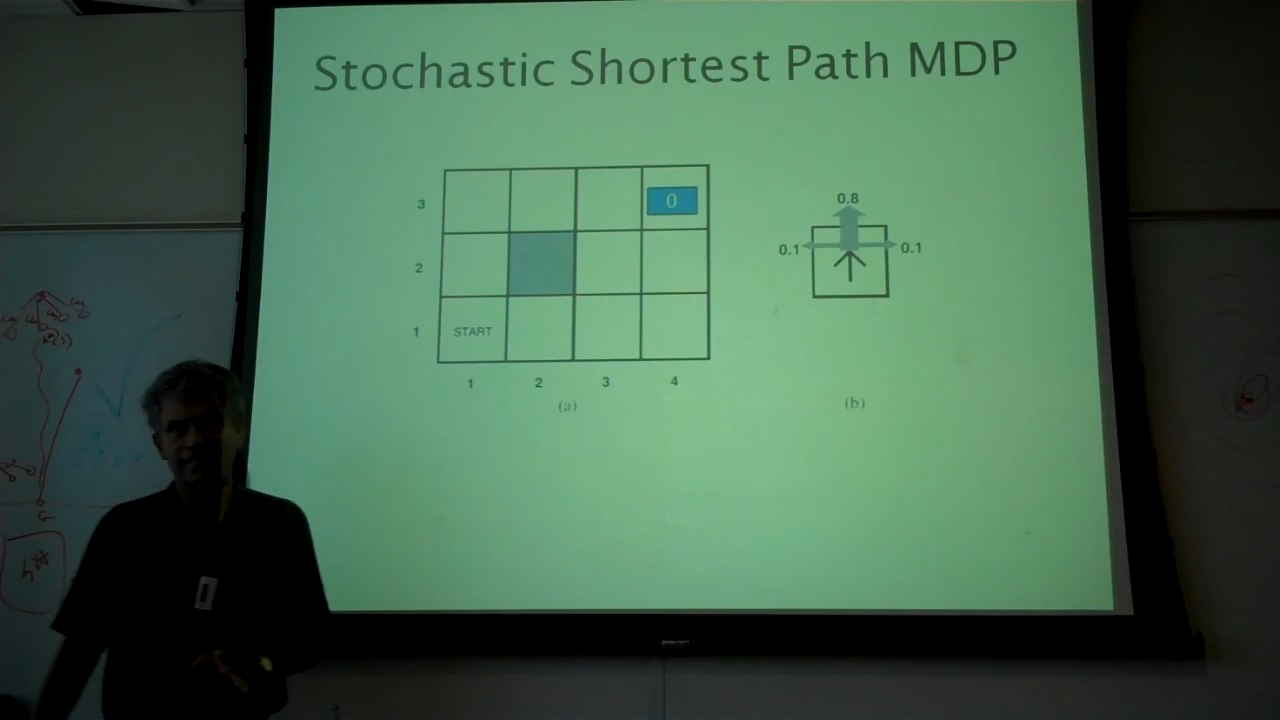 Stochastic Shortest Path MDP
3
0
2
1
START
1 2 3 4
(a)
0.8
0.1
0.1
(b)
G